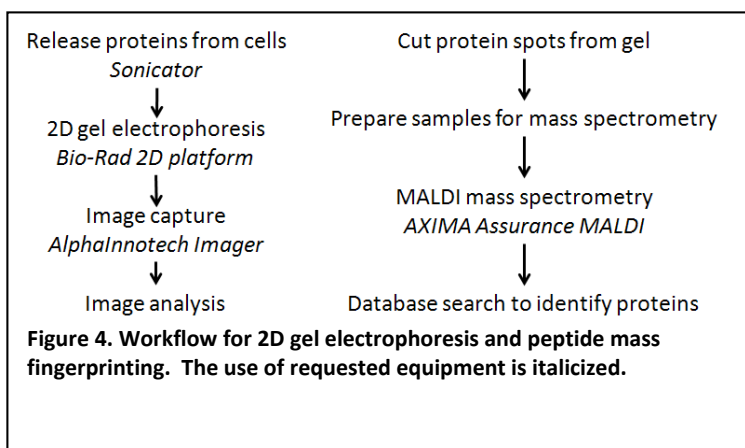 Release proteins from cells
Sonicator
2D gel electrophoresis
Bio-Rad 2D platform
Image capture
AlphaInnotech Imager
Image analysis
Cut protein spots from gel
Prepare samples for mass spectrometry
MALDI mass spectrometry
AXIMA Assurance MALDI
Database search to identify proteins
Figure 4. Workflow for 2D gel electrophoresis and peptide mass
fingerprinting. The use of requested equipment is italicized.